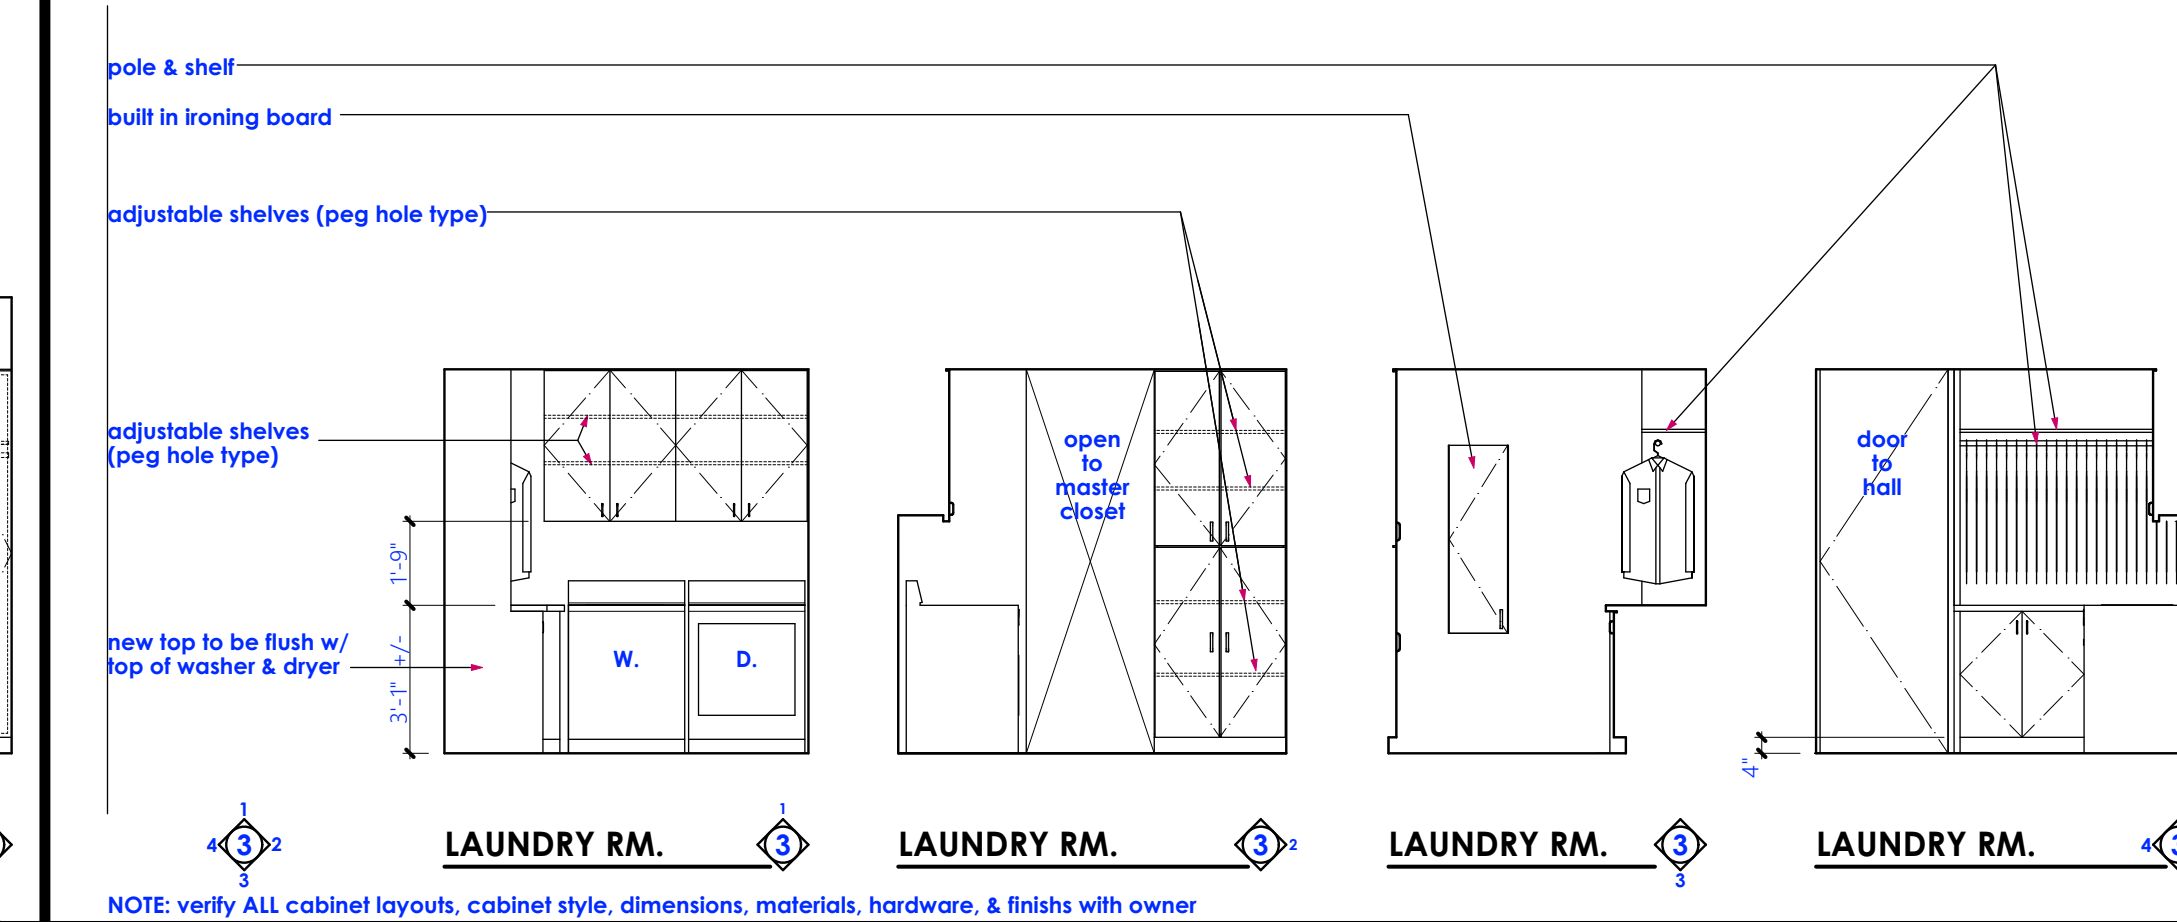 pole & shelf
built in ironing board
adjustable shelves (peg hole type)
adjustable shelves
(peg hole type)
1'-9"
new top to be flush w/
top of washer & dryer
3'-1" +/-
W.
D.
open
to
master
closet
door
to
hall
4"
1
4 3 2
3
LAUNDRY RM.
1
3
LAUNDRY RM.
3 2
LAUNDRY RM.
3
3
LAUNDRY RM.
4
NOTE: verify ALL cabinet layouts, cabinet style, dimensions, materials, hardware, & finishs with owner